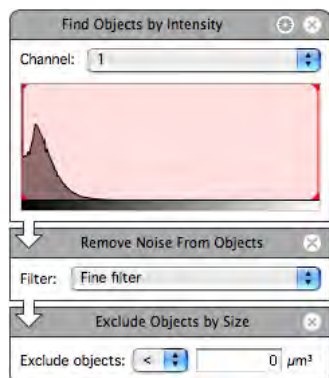 Find Objects by Intensity
Channel: 1
Remove Noise From Objects
Filter: Fine filter
Exclude Objects by Size
Exclude objects: < 0 µm³